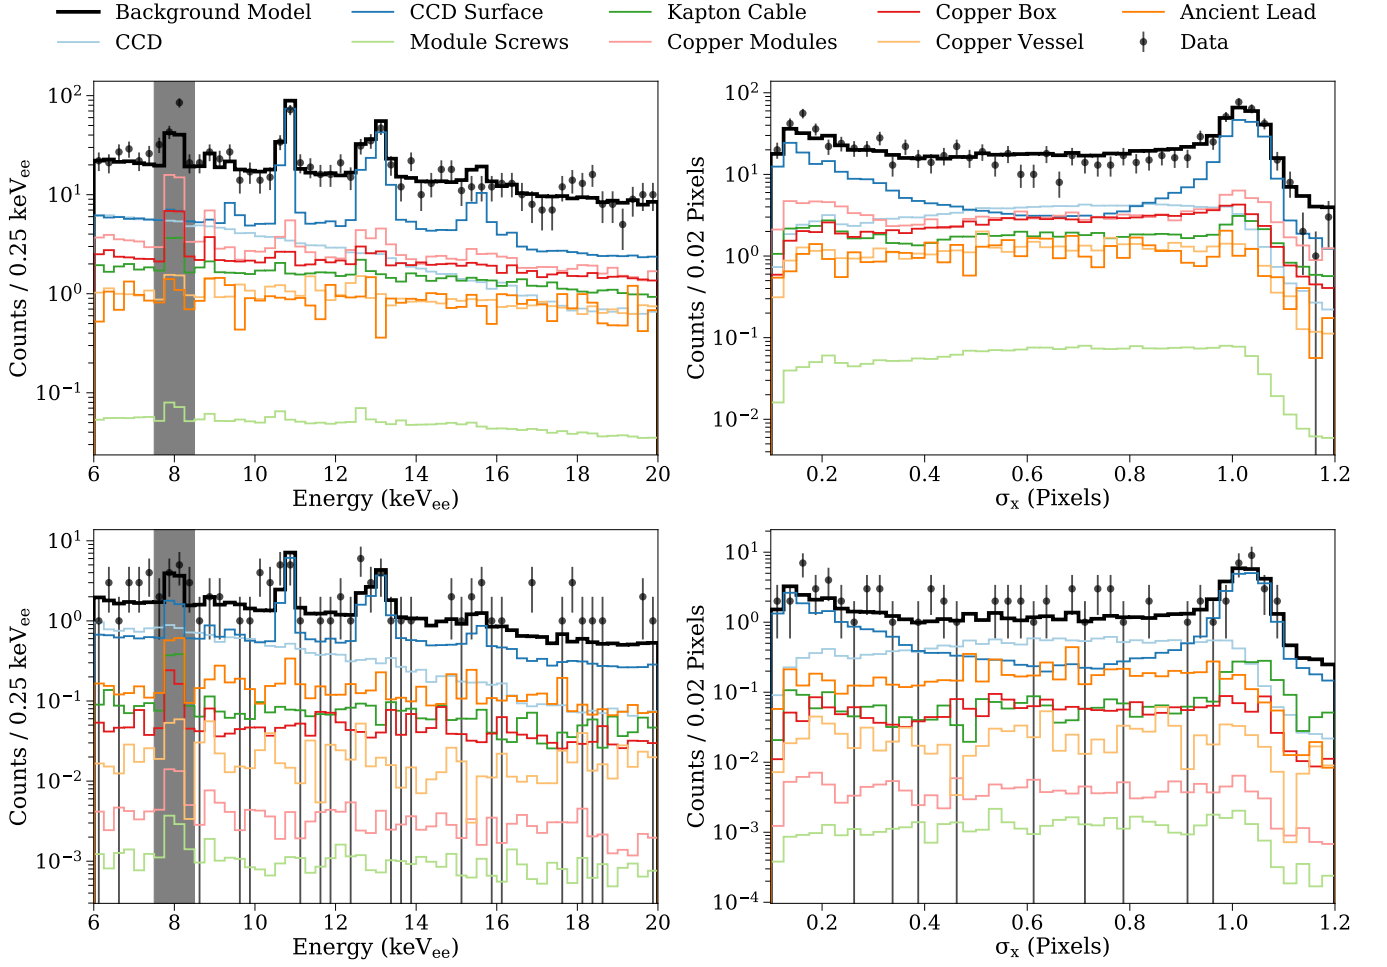 Background Model CCD Surface Kapton Cable Copper Box Ancient Lead
CCD Module Screws Copper Modules Copper Vessel Data
10² 10¹ 10⁰ 10⁻¹
Counts / 0.25 keVₑₑ
6 8 10 12 14 16 18 20
Energy (keVₑₑ)
10² 10¹ 10⁰ 10⁻¹ 10⁻²
Counts / 0.02 Pixels
0.2 0.4 0.6 0.8 1.0 1.2
σₓ (Pixels)
10¹ 10⁰ 10⁻¹ 10⁻² 10⁻³
Counts / 0.25 keVₑₑ
6 8 10 12 14 16 18 20
Energy (keVₑₑ)
10¹ 10⁰ 10⁻¹ 10⁻² 10⁻³ 10⁻⁴
Counts / 0.02 Pixels
0.2 0.4 0.6 0.8 1.0 1.2
σₓ (Pixels)